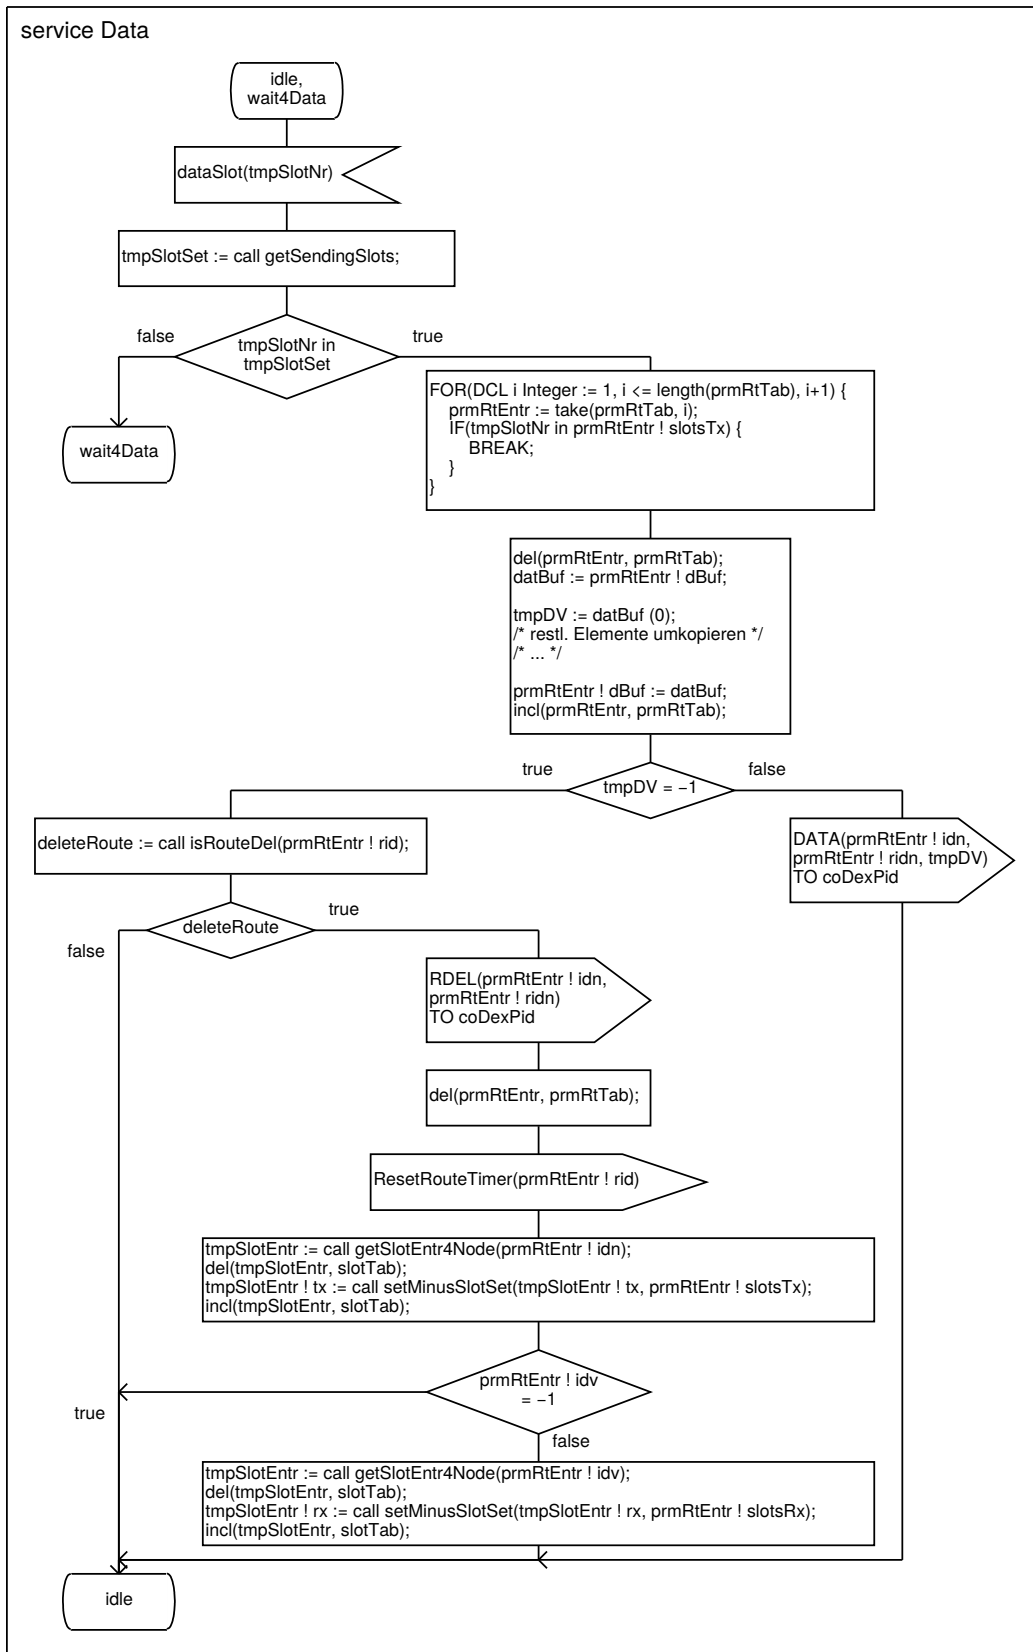 service Data
idle,
wait4Data
dataSlot(tmpSlotNr)
tmpSlotSet := call getSendingSlots;
false
true
tmpSlotNr in
tmpSlotSet
wait4Data
FOR(DCL i Integer := 1, i <= length(prmRtTab), i+1) {
prmRtEntr := take(prmRtTab, i);
IF(tmpSlotNr in prmRtEntr ! slotsTx) {
BREAK;
}
}
del(prmRtEntr, prmRtTab);
datBuf := prmRtEntr ! dBuf;
tmpDV := datBuf (0);
/* restl. Elemente umkopieren */
/* ... */
prmRtEntr ! dBuf := datBuf;
incl(prmRtEntr, prmRtTab);
true
false
tmpDV = −1
deleteRoute := call isRouteDel(prmRtEntr ! rid);
DATA(prmRtEntr ! idn,
prmRtEntr ! ridn, tmpDV)
TO coDexPid
true
deleteRoute
false
RDEL(prmRtEntr ! idn,
prmRtEntr ! ridn)
TO coDexPid
del(prmRtEntr, prmRtTab);
ResetRouteTimer(prmRtEntr ! rid)
tmpSlotEntr := call getSlotEntr4Node(prmRtEntr ! idn);
del(tmpSlotEntr, slotTab);
tmpSlotEntr ! tx := call setMinusSlotSet(tmpSlotEntr ! tx, prmRtEntr ! slotsTx);
incl(tmpSlotEntr, slotTab);
prmRtEntr ! idv
= −1
true
false
tmpSlotEntr := call getSlotEntr4Node(prmRtEntr ! idv);
del(tmpSlotEntr, slotTab);
tmpSlotEntr ! rx := call setMinusSlotSet(tmpSlotEntr ! rx, prmRtEntr ! slotsRx);
incl(tmpSlotEntr, slotTab);
idle